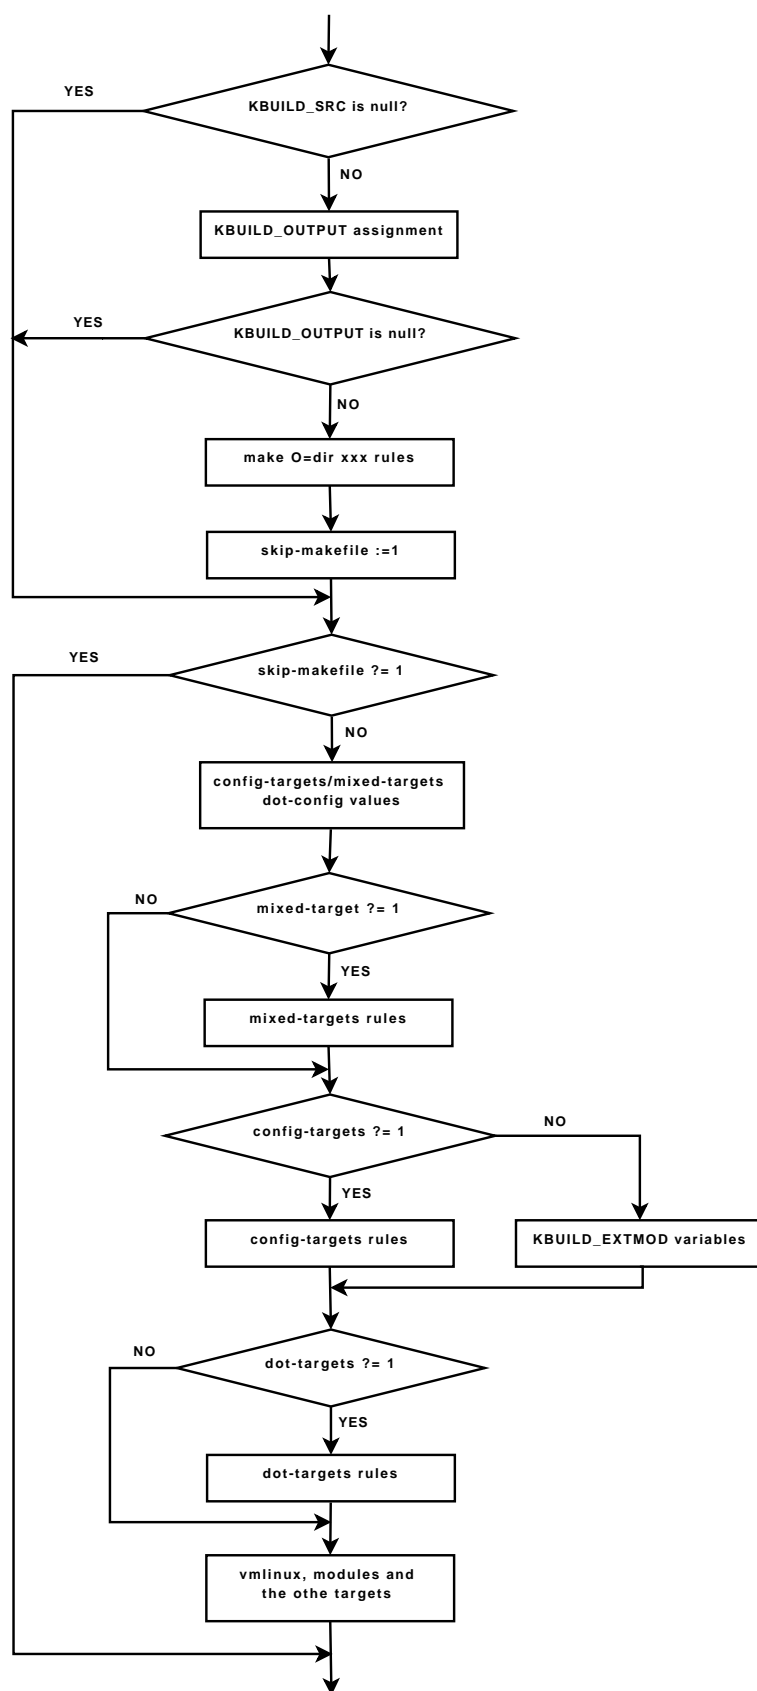 YES
KBUILD_SRC is null?
NO
KBUILD_OUTPUT assignment
YES
KBUILD_OUTPUT is null?
NO
make O=dir xxx rules
skip-makefile :=1
YES
skip-makefile ?= 1
NO
config-targets/mixed-targets
dot-config values
NO
mixed-target ?= 1
YES
mixed-targets rules
config-targets ?= 1
NO
YES
config-targets rules
KBUILD_EXTMOD variables
NO
dot-targets ?= 1
YES
dot-targets rules
vmlinux, modules and
the othe targets